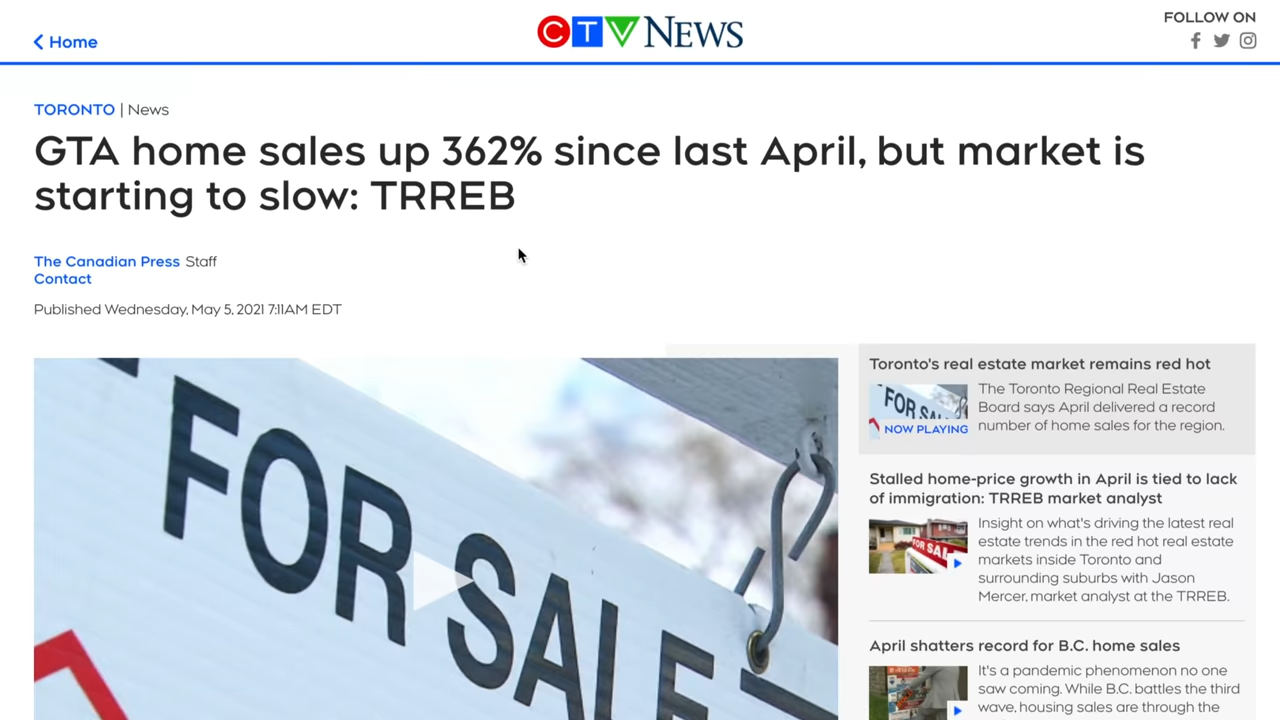 Home
CTV NEWS
FOLLOW ON
TORONTO | News
GTA home sales up 362% since last April, but market is
starting to slow: TRREB
The Canadian Press Staff
Contact
Published Wednesday, May 5, 2021 7:11AM EDT
FOR SALE
Toronto's real estate market remains red hot
FOR SALE
NOW PLAYING
The Toronto Regional Real Estate
Board says April delivered a record
number of home sales for the region.
Stalled home-price growth in April is tied to lack
of immigration: TRREB market analyst
FOR SAL
Insight on what's driving the latest real
estate trends in the red hot real estate
markets inside Toronto and
surrounding suburbs with Jason
Mercer, market analyst at the TRREB.
April shatters record for B.C. home sales
It's a pandemic phenomenon no one
saw coming. While B.C. battles the third
wave, housing sales are through the